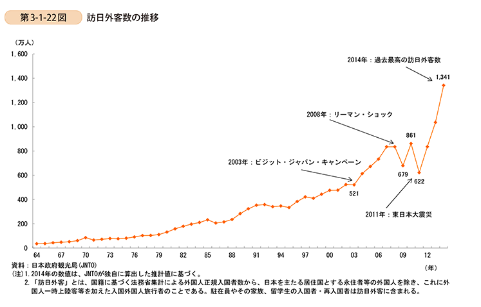 第3-1-22図 訪日外客数の推移
(万人)
1,600
1,400
1,200
1,000
800
600
400
200
0
2014年：過去最高の訪日外客数
1,341
2008年：リーマン・ショック
861
2003年：ビジット・ジャパン・キャンペーン
679
622
521
2011年：東日本大震災
64 67 70 73 76 79 82 85 88 91 94 97 00 03 06 09 12
(年)
資料：日本政府観光局(JNTO)
(注) 1. 2014年の数値は、JNTOが独自に算出した推計値に基づく。
2. 「訪日外客」とは、国籍に基づく法務省集計による外国人正規入国者数から、日本を主たる居住国とする永住者等の外国人を除き、これに外
国人一時上陸客等を加えた入国外国人旅行者のことである。駐在員やその家族、留学生の入国者・再入国者は訪日外客に含まれる。